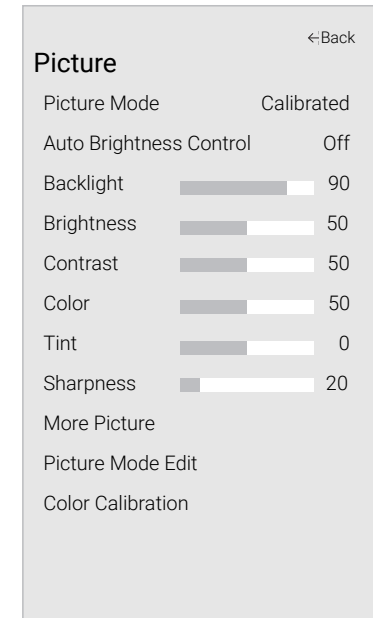 ←Back
Picture
Picture Mode Calibrated
Auto Brightness Control Off
Backlight 90
Brightness 50
Contrast 50
Color 50
Tint 0
Sharpness 20
More Picture
Picture Mode Edit
Color Calibration